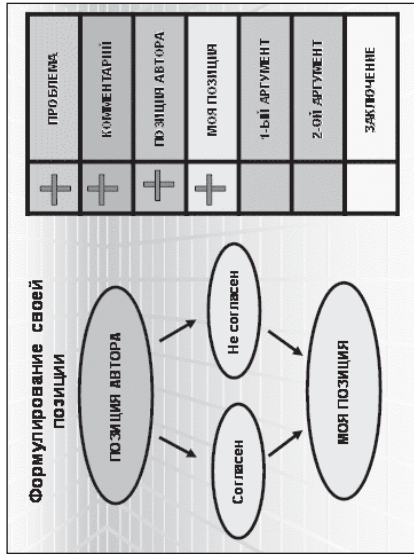 Формулирование своей
позиции
ПОЗИЦИЯ АВТОРА
Согласен
Не согласен
МОЯ ПОЗИЦИЯ
ПРОБЛЕМА
КОММЕНТАРИЙ
ПОЗИЦИЯ АВТОРА
МОЯ ПОЗИЦИЯ
1-ЫЙ АРГУМЕНТ
2-ОЙ АРГУМЕНТ
ЗАКЛЮЧЕНИЕ